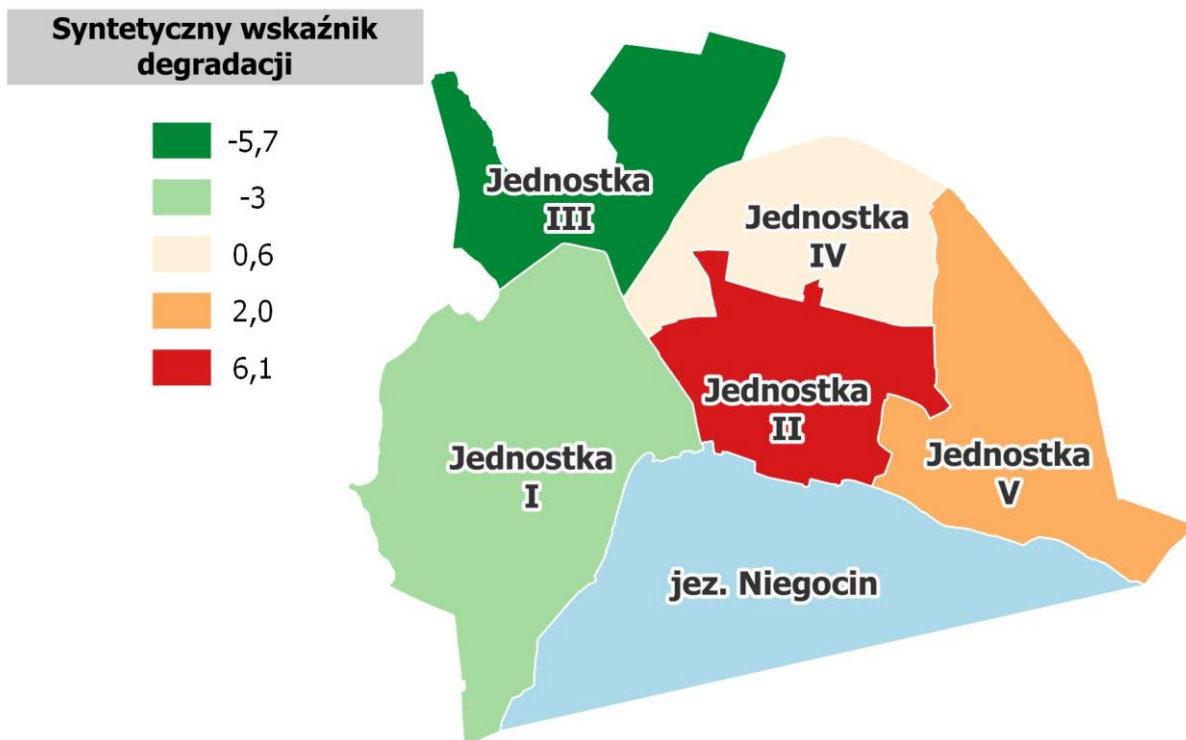 Syntetyczny wskaźnik
degradacji
-5,7
-3
0,6
2,0
6,1
Jednostka
III
Jednostka
IV
Jednostka
II
Jednostka
I
Jednostka
V
jez. Niegocin